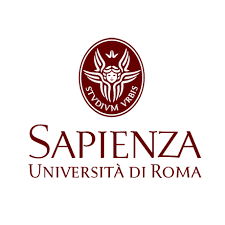 STVDIVM VRBIS
SAPIENZA
UNIVERSITÀ DI ROMA